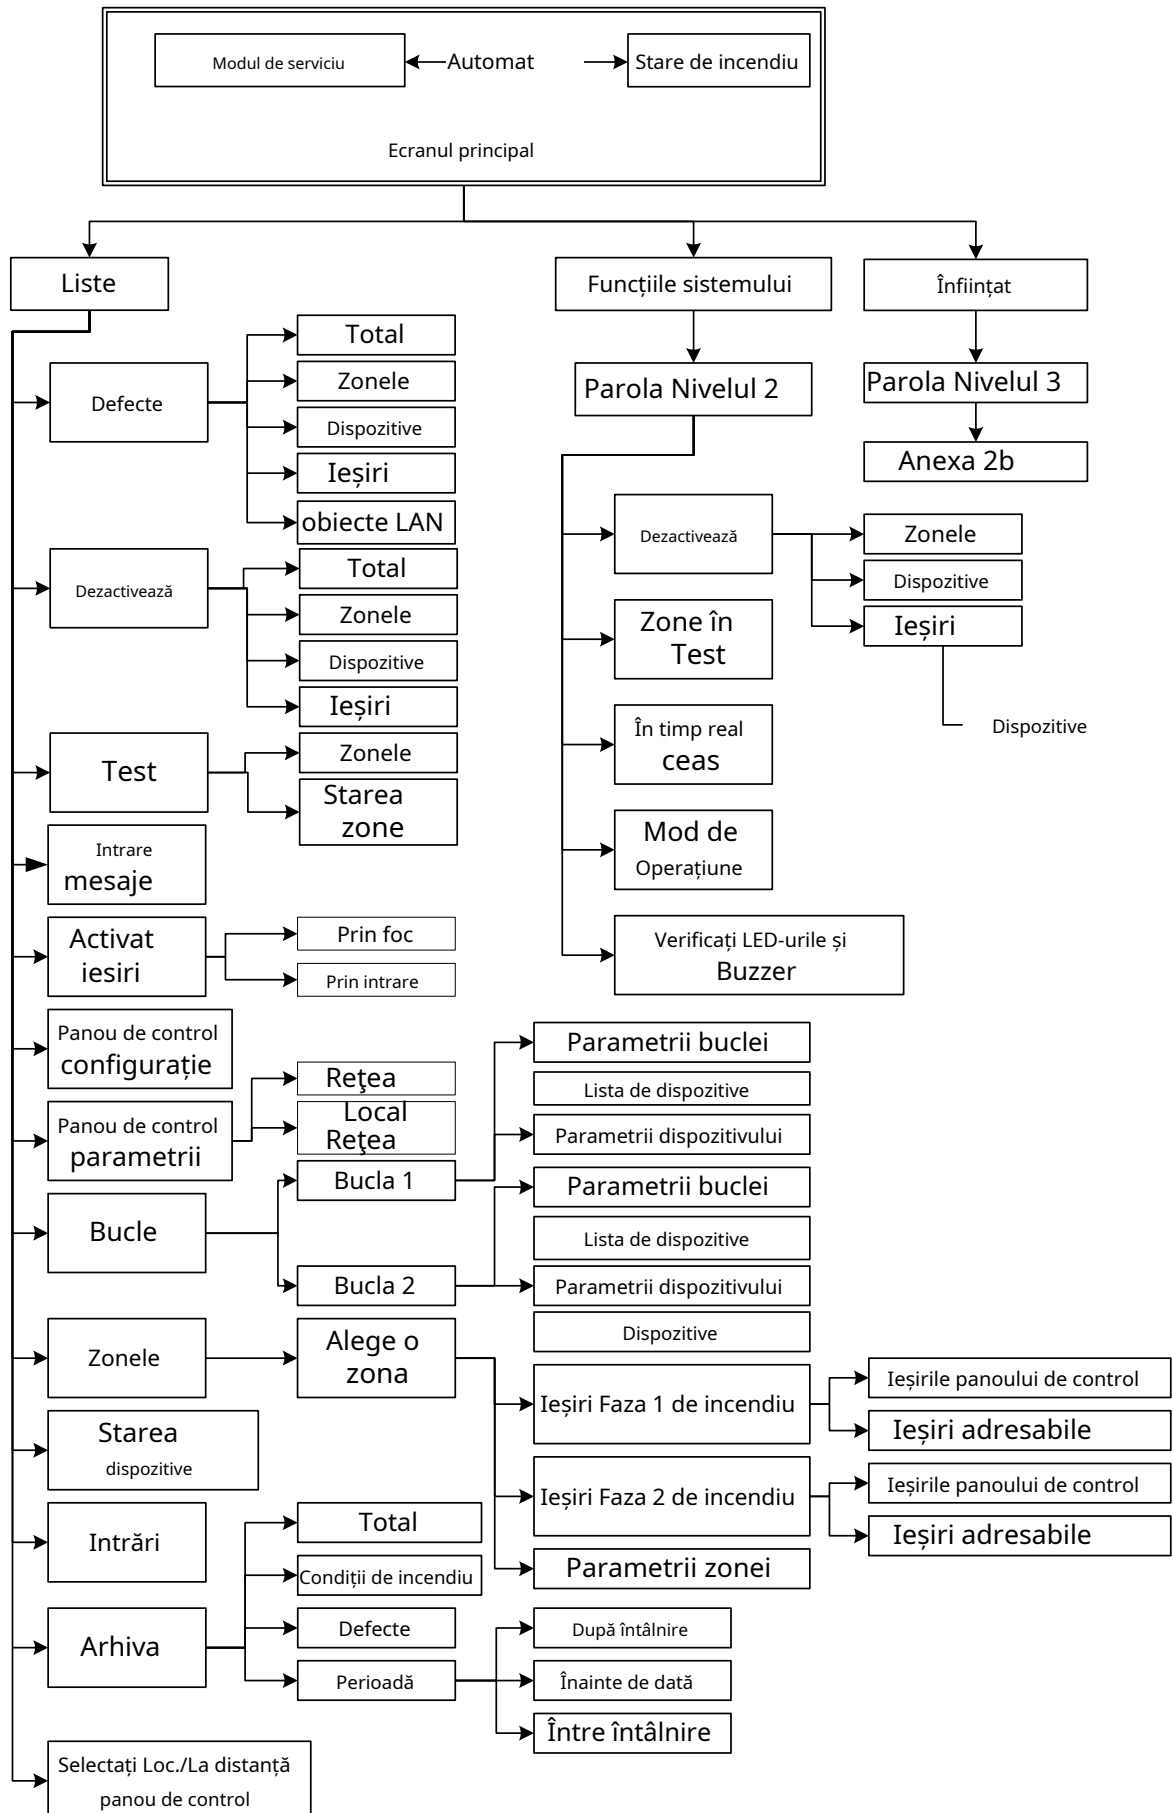 Modul de serviciu
Automat
Stare de incendiu
Ecranul principal
Liste
Funcțiile sistemului
Înființat
Total
Zonele
Defecte
Dispozitive
Ieșiri
obiecte LAN
Parola Nivelul 2
Parola Nivelul 3
Anexa 2b
Dezactivează
Total
Zonele
Dispozitive
Ieșiri
Dezactivează
Zonele
Dispozitive
Ieșiri
Dispozitive
Zone în
Test
Test
Zonele
Starea
zone
În timp real
ceas
Intrare
mesaje
Mod de
Operațiune
Activat
iesiri
Prin foc
Prin intrare
Verificați LED-urile și
Buzzer
Panou de control
configurație
Panou de control
parametrii
Reţea
Local
Reţea
Parametrii buclei
Lista de dispozitive
Parametrii dispozitivului
Bucle
Bucla 1
Bucla 2
Parametrii buclei
Lista de dispozitive
Parametrii dispozitivului
Zonele
Alege o
zona
Dispozitive
Ieșiri Faza 1 de incendiu
Ieșirile panoului de control
Ieșiri adresabile
Ieșiri Faza 2 de incendiu
Ieșirile panoului de control
Ieșiri adresabile
Parametrii zonei
Starea
dispozitive
Intrări
Arhiva
Total
Condiții de incendiu
Defecte
Perioadă
După întâlnire
Înainte de dată
Între întâlnire
Selectați Loc./La distanță
panou de control